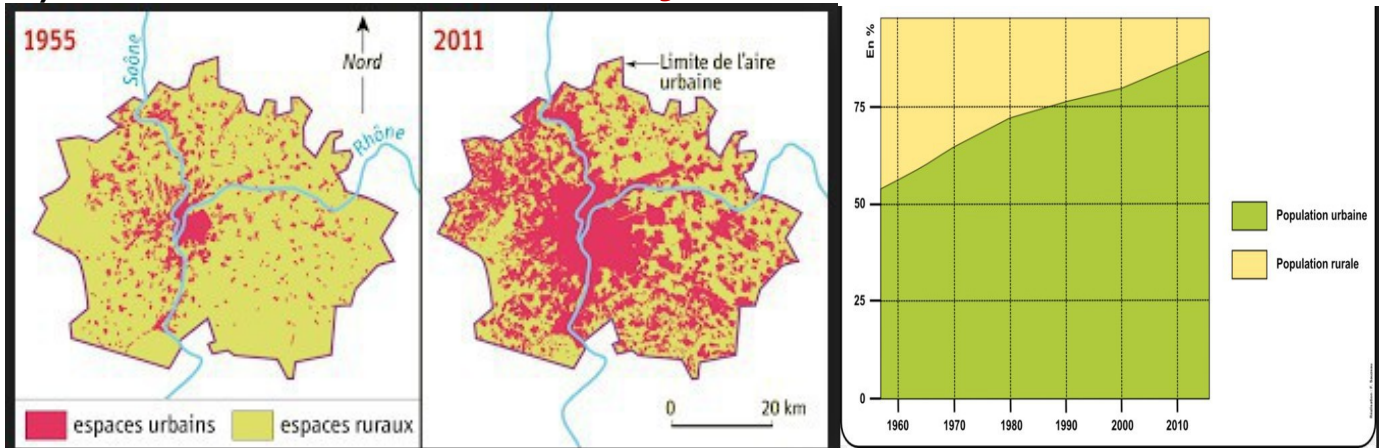 1955
Saône
Nord
Rhône
espaces urbains
espaces ruraux
2011
Limite de l'aire
urbaine
0 20 km
En %
75
50
25
0
1960 1970 1980 1990 2000 2010
Population urbaine
Population rurale